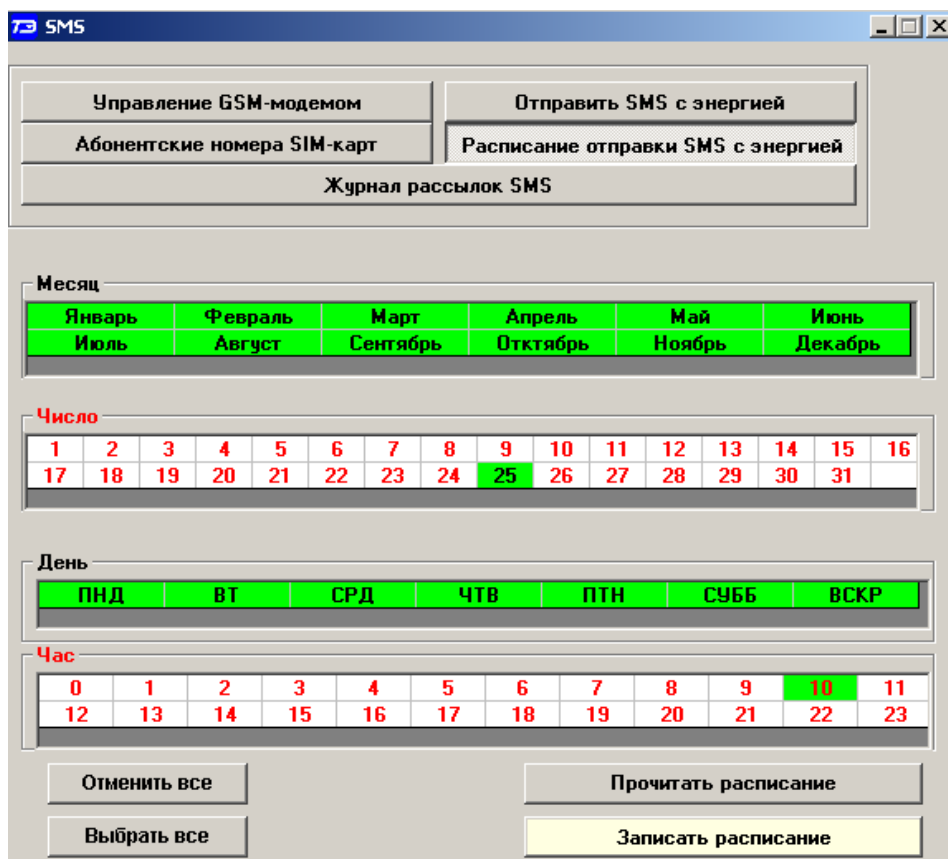 ТЭ SMS
Управление GSM-модемом Отправить SMS с энергией
Абонентские номера SIM-карт Расписание отправки SMS с энергией
Журнал рассылок SMS
Месяц
Январь Февраль Март Апрель Май Июнь
Июль Август Сентябрь Отктябрь Ноябрь Декабрь
Число
1 2 3 4 5 6 7 8 9 10 11 12 13 14 15 16
17 18 19 20 21 22 23 24 25 26 27 28 29 30 31
День
ПНД ВТ СРД ЧТВ ПТН СУББ ВСКР
Час
0 1 2 3 4 5 6 7 8 9 10 11
12 13 14 15 16 17 18 19 20 21 22 23
Отменить все Прочитать расписание
Выбрать все Записать расписание